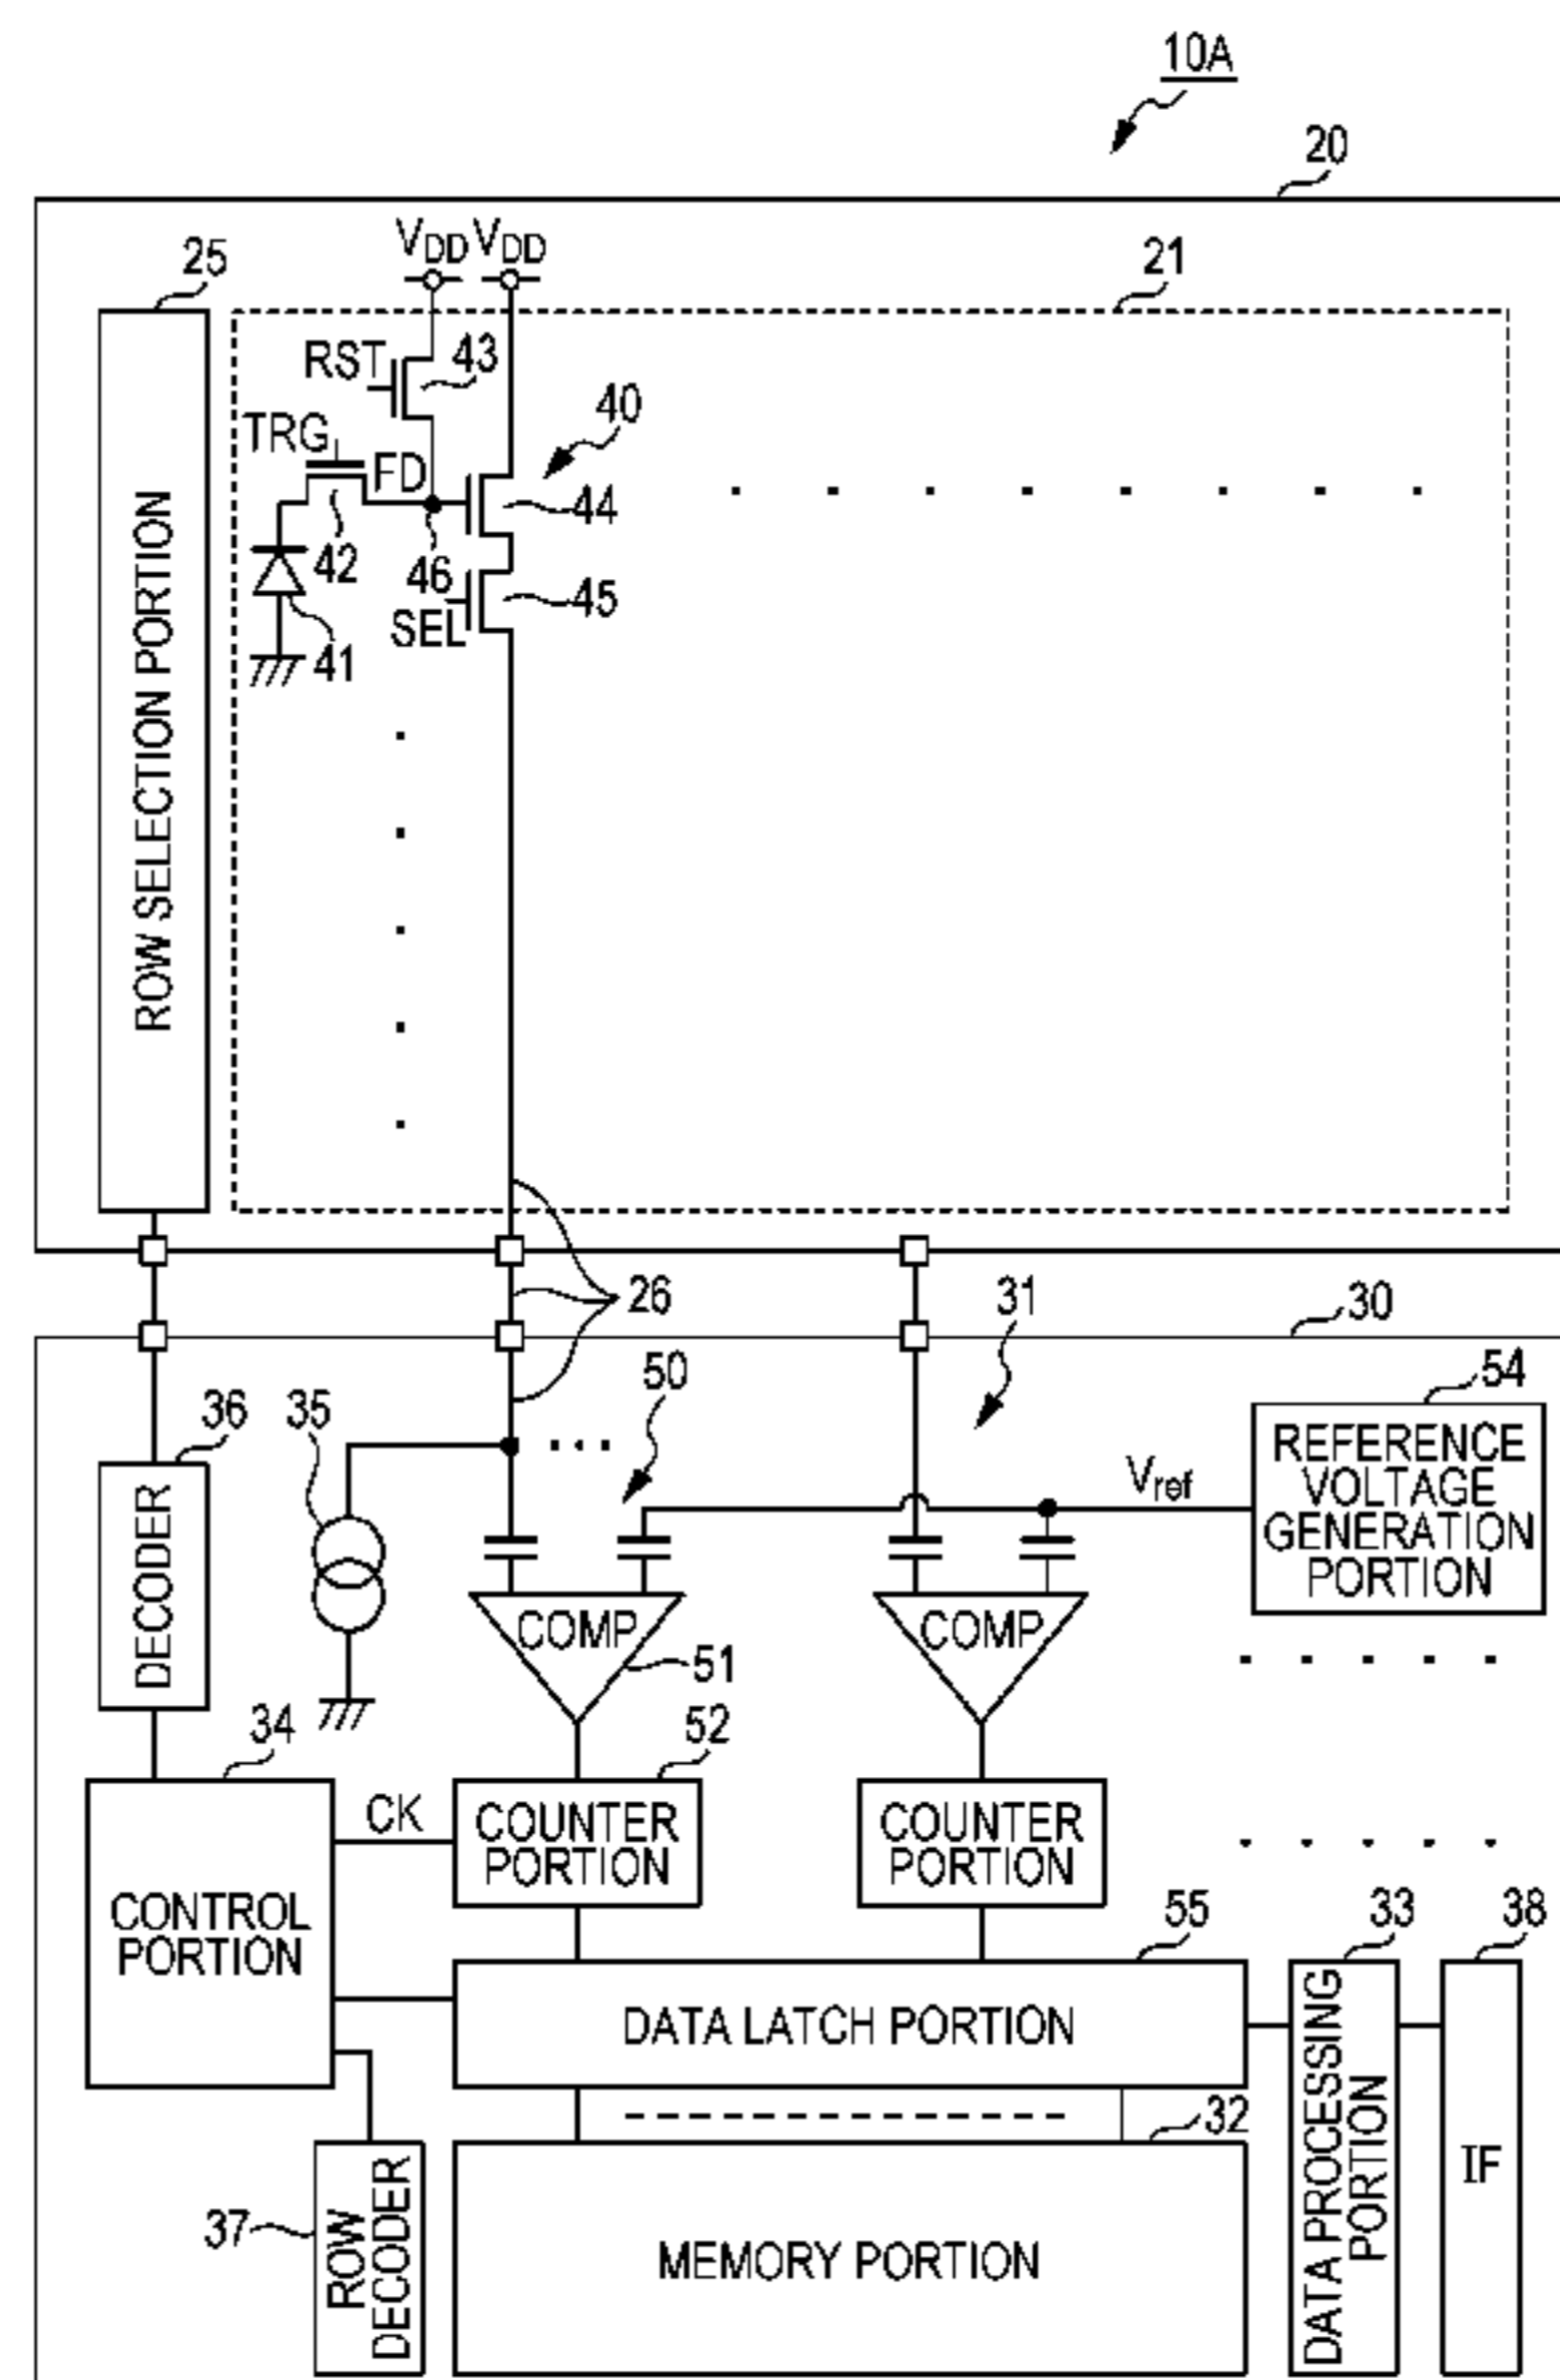 10A
20
VDD VDD
25
21
RST
43
40
TRG
FD
44
42
46
45
SEL
41
ROW SELECTION PORTION
26
31
30
50
54
36
35
REFERENCE
VOLTAGE
GENERATION
PORTION
Vref
DECODER
COMP
COMP
51
34
52
CK
COUNTER
PORTION
COUNTER
PORTION
CONTROL
PORTION
55
33
38
DATA LATCH PORTION
DATA PROCESSING
PORTION
IF
32
37
ROW
DECODER
MEMORY PORTION